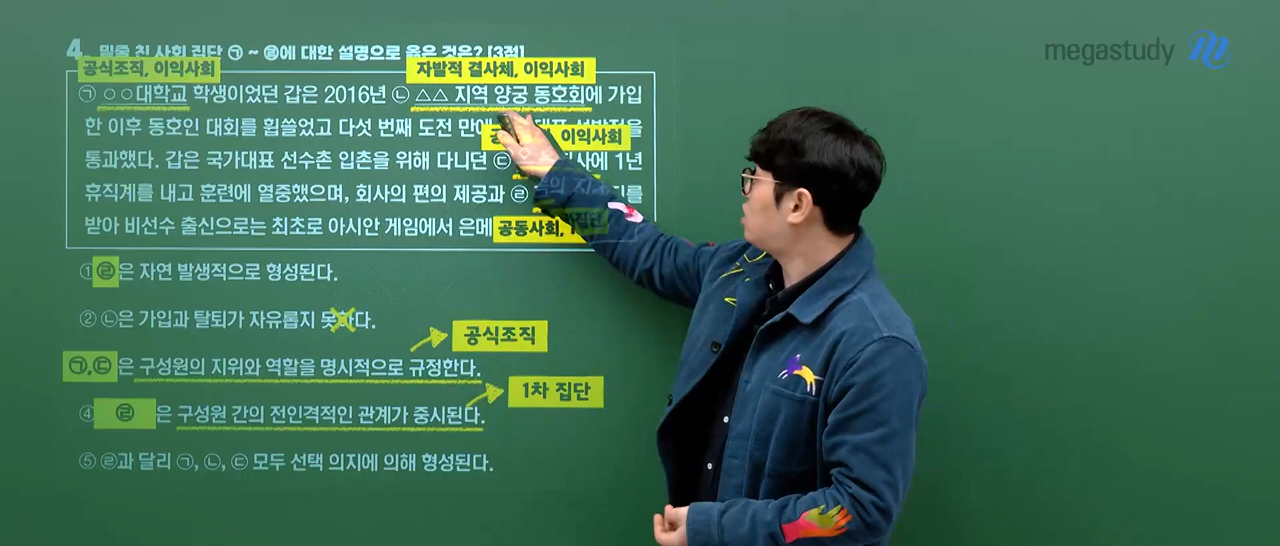 megastudy
4 밑줄 친 사회 집단 ㉠ ~ ㉣에 대한 설명으로 옳은 것은? [3점]
공식조직, 이익사회
자발적 결사체, 이익사회
㉠ ○○대학교 학생이었던 갑은 2016년 ㉡ △△ 지역 양궁 동호회에 가입
이익사회
한 이후 동호인 대회를 휩쓸었고 다섯 번째 도전 만에
통과했다. 갑은 국가대표 선수촌 입촌을 위해 다니던 ㉢ 1년
휴직계를 내고 훈련에 열중했으며, 회사의 편의 제공과 ㉣
받아 비선수 출신으로는 최초로 아시안 게임에서
공동사회,
① ㉣은 자연 발생적으로 형성된다.
② ㉡은 가입과 탈퇴가 자유롭지 못하다.
공식조직
㉠,㉢은 구성원의 지위와 역할을 명시적으로 규정한다.
1차 집단
④ ㉣은 구성원 간의 전인격적인 관계가 중시된다.
⑤ ㉣과 달리 ㉠, ㉡, ㉢ 모두 선택 의지에 의해 형성된다.